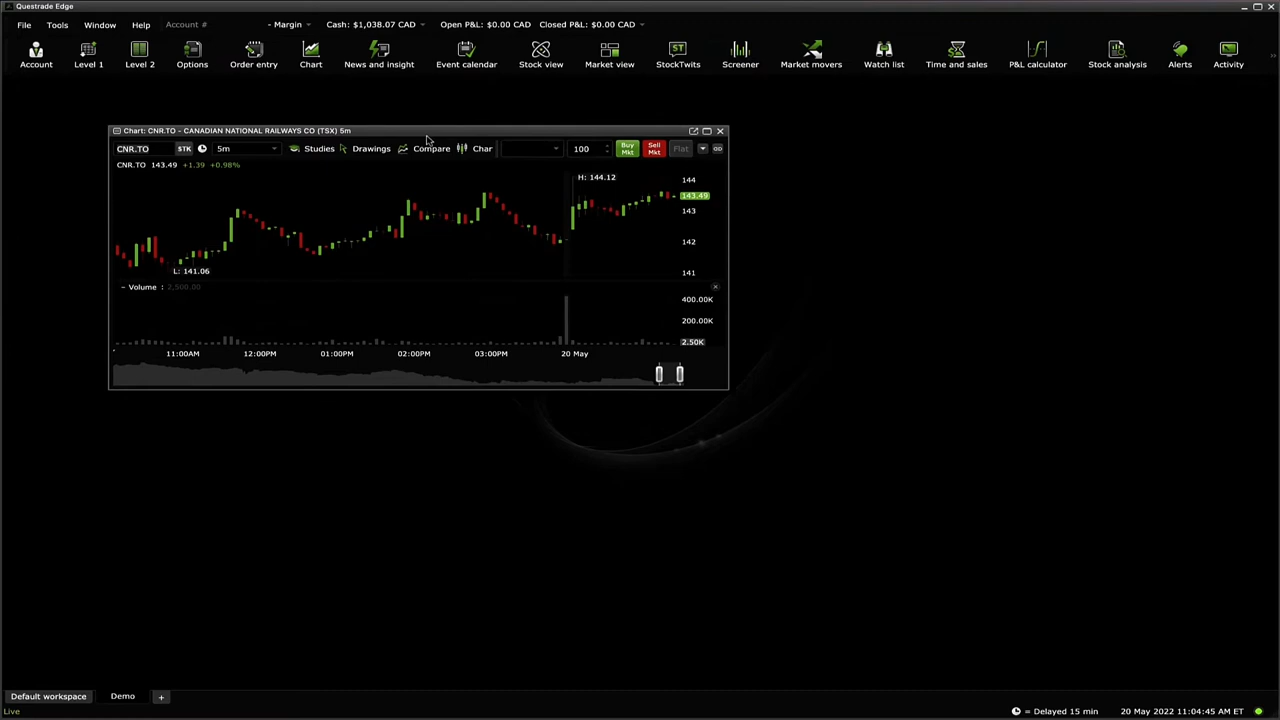 Questrade Edge
File Tools Window Help Account # - Margin Cash: $1,038.07 CAD Open P&L: $0.00 CAD Closed P&L: $0.00 CAD
Account Level 1 Level 2 Options Order entry Chart News and insight Event calendar Stock view Market view StockTwits Screener Market movers Watch list Time and sales P&L calculator Stock analysis Alerts Activity
Chart: CNR.TO - CANADIAN NATIONAL RAILWAYS CO (TSX) 5m
CNR.TO STK 5m Studies Drawings Compare Char 100 Buy Mkt Sell Mkt Flat
CNR.TO 143.49 +1.39 +0.98%
H: 144.12
144
143.49
143
142
L: 141.06
141
– Volume : 2,500.00
400.00K
200.00K
2.50K
11:00AM 12:00PM 01:00PM 02:00PM 03:00PM 20 May
Default workspace Demo +
Live = Delayed 15 min 20 May 2022 11:04:45 AM ET